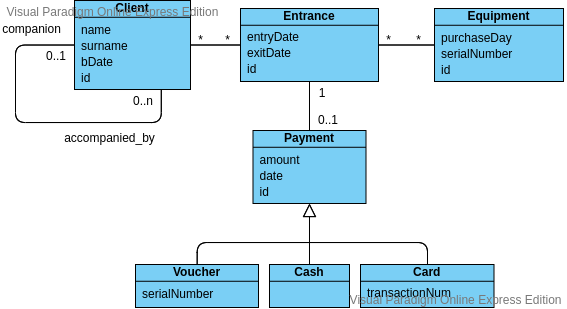 Visual Paradigm Online Express Edition
Client
name
surname
bDate
id
companion
0..1
0..n
accompanied_by
*
*
Entrance
entryDate
exitDate
id
*
*
Equipment
purchaseDay
serialNumber
id
1
0..1
Payment
amount
date
id
Voucher
serialNumber
Cash
Card
transactionNum
Visual Paradigm Online Express Edition